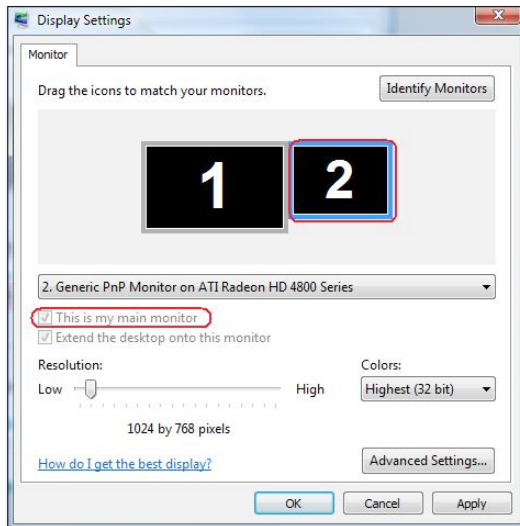 Display Settings
Monitor
Drag the icons to match your monitors.
Identify Monitors
1
2
2. Generic PnP Monitor on ATI Radeon HD 4800 Series
This is my main monitor
Extend the desktop onto this monitor
Resolution:
Colors:
Low
High
Highest (32 bit)
1024 by 768 pixels
How do I get the best display?
Advanced Settings...
OK
Cancel
Apply